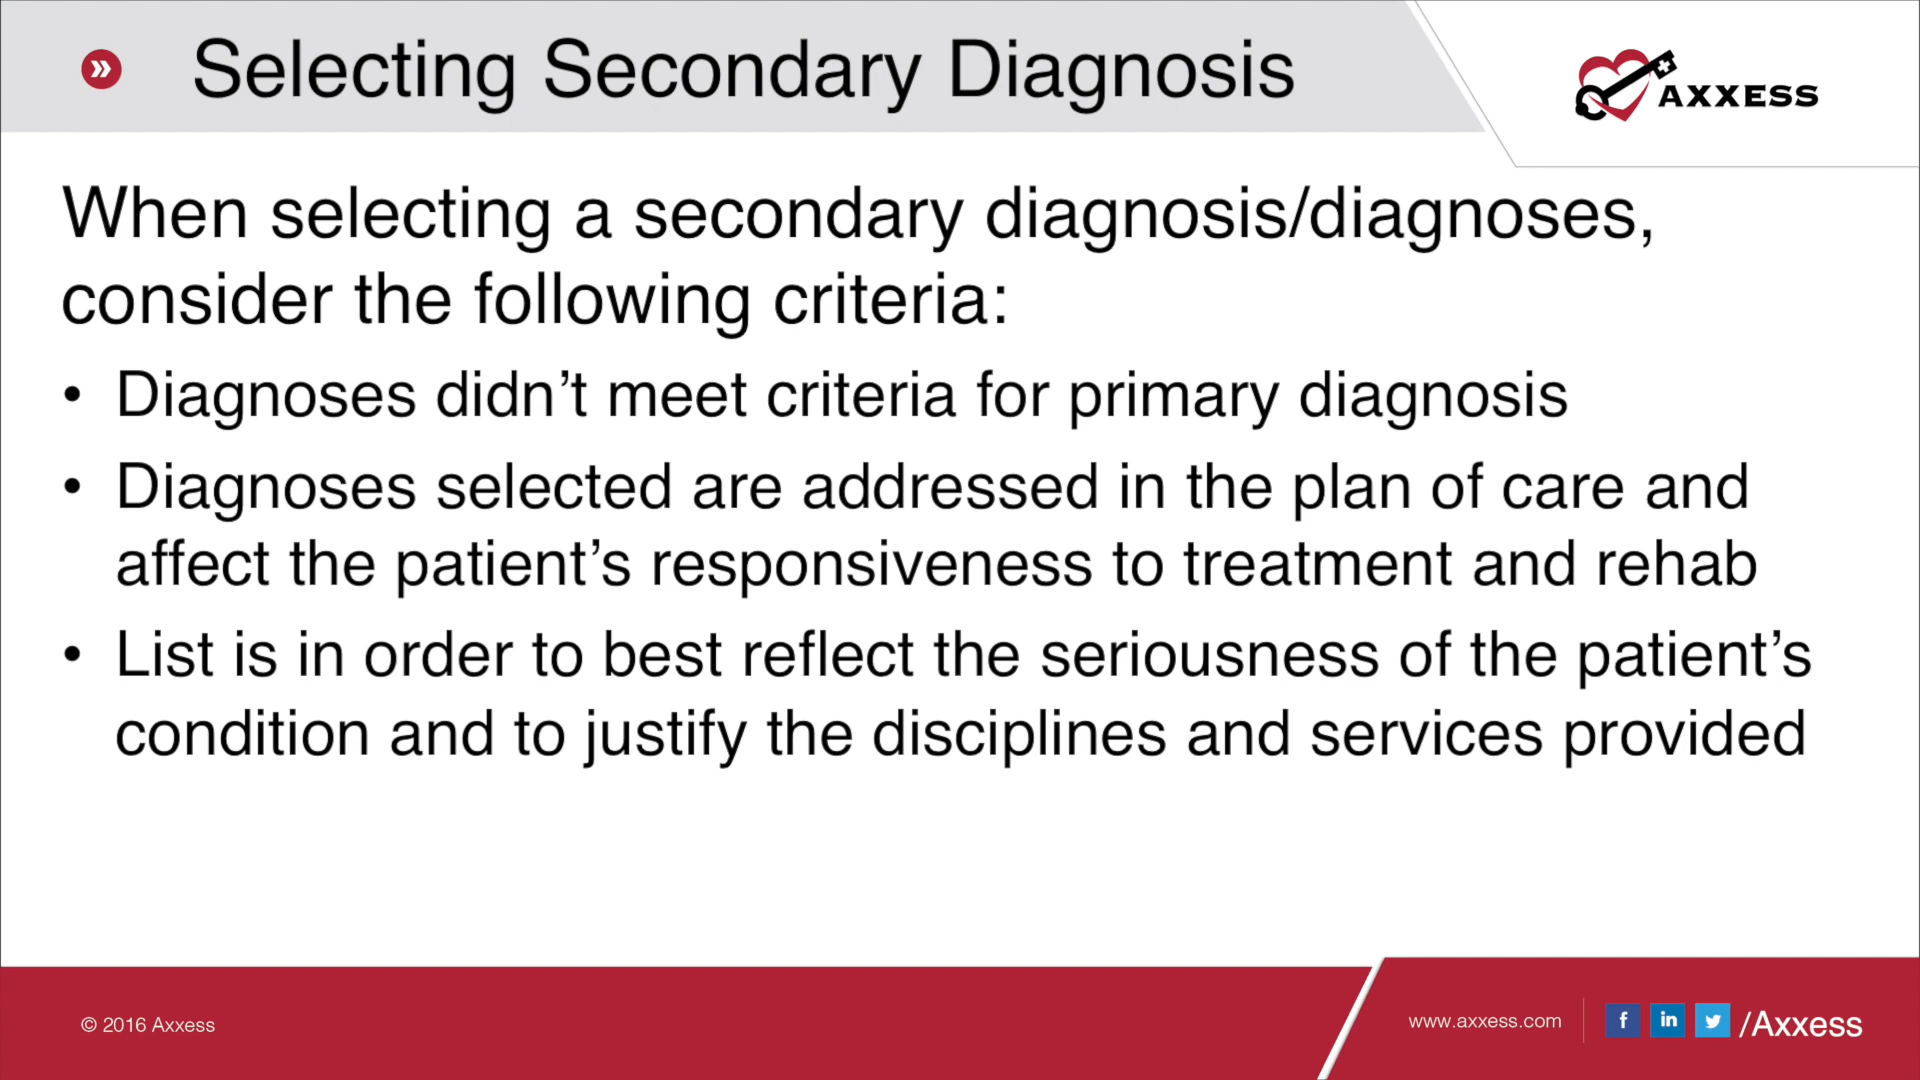 Selecting Secondary Diagnosis
AXXESS
When selecting a secondary diagnosis/diagnoses,
consider the following criteria:
• Diagnoses didn’t meet criteria for primary diagnosis
• Diagnoses selected are addressed in the plan of care and
affect the patient’s responsiveness to treatment and rehab
• List is in order to best reflect the seriousness of the patient’s
condition and to justify the disciplines and services provided
© 2016 Axxess
www.axxess.com
f in /Axxess